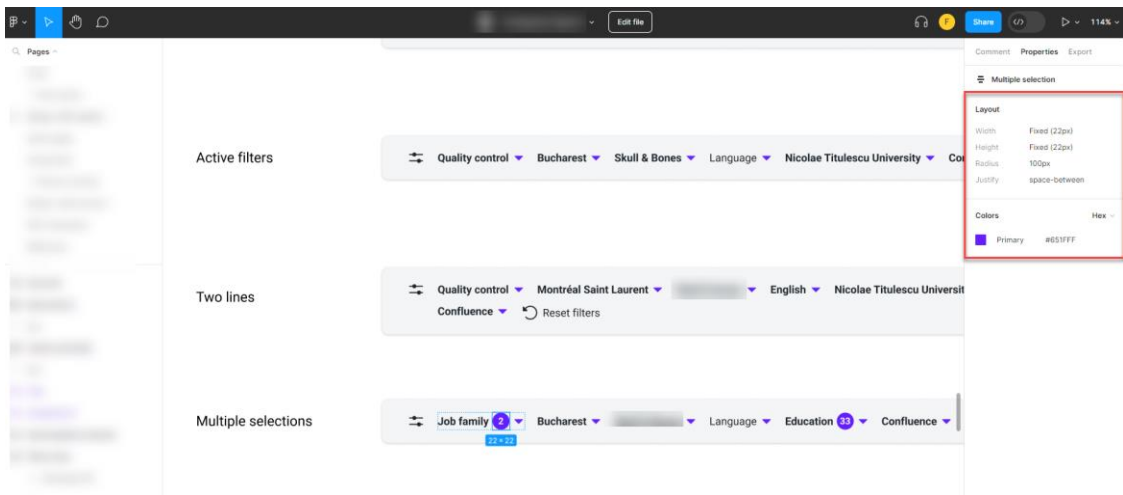 Edit file
F
Share
</>
114%
Pages
Comment Properties Export
Multiple selection
Layout
Width Fixed (22px)
Height Fixed (22px)
Radius 100px
Justify space-between
Colors Hex
Primary #651FFF
Active filters
Quality control Bucharest Skull & Bones Language Nicolae Titulescu University Co
Two lines
Quality control Montréal Saint Laurent English Nicolae Titulescu Universit
Confluence Reset filters
Multiple selections
Job family 2 Bucharest Language Education 33 Confluence
22 × 22